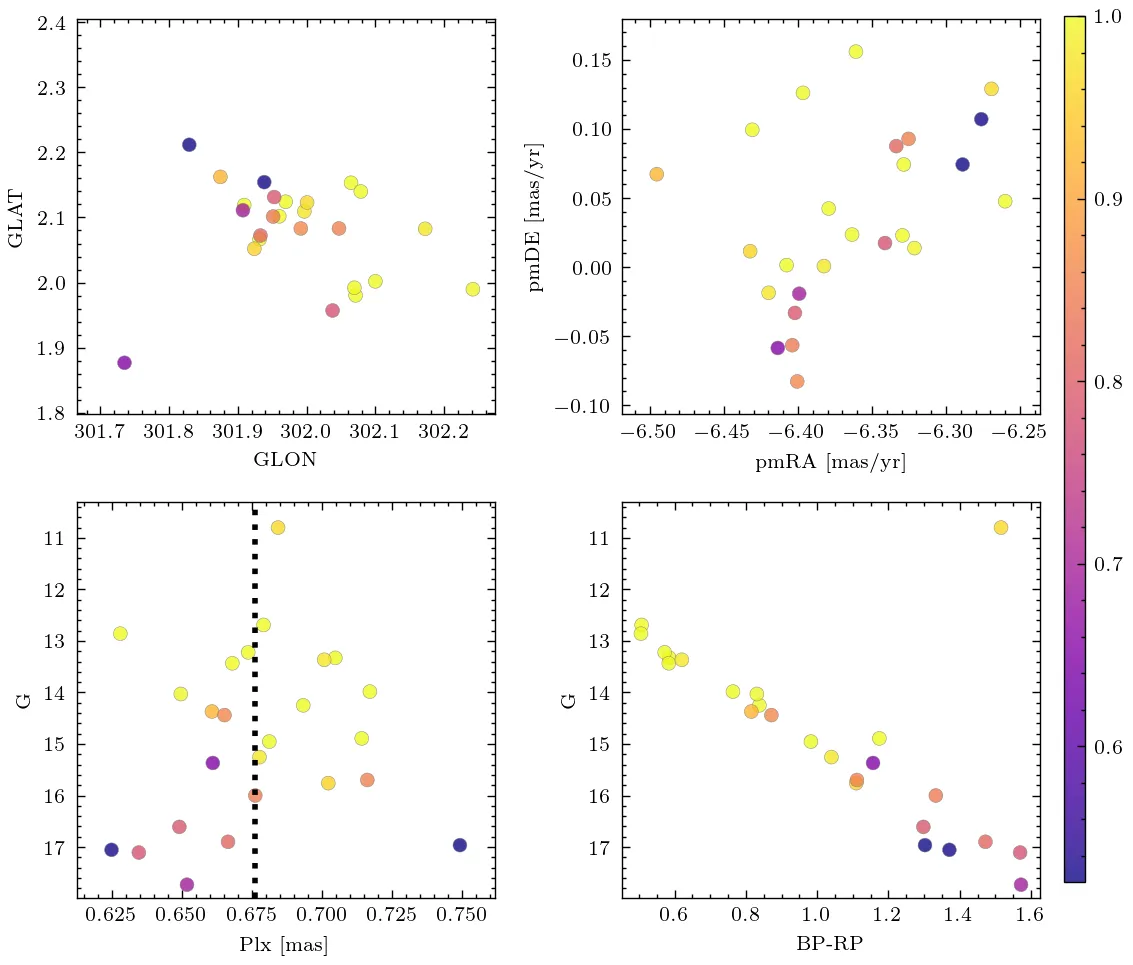 2.4
2.3
2.2
2.1
2.0
1.9
1.8
GLAT
301.7 301.8 301.9 302.0 302.1 302.2
GLON
0.15
0.10
0.05
0.00
−0.05
−0.10
pmDE [mas/yr]
−6.50 −6.45 −6.40 −6.35 −6.30 −6.25
pmRA [mas/yr]
1.0
0.9
0.8
0.7
0.6
11
12
13
14
15
16
17
G
0.625 0.650 0.675 0.700 0.725 0.750
Plx [mas]
11
12
13
14
15
16
17
G
0.6 0.8 1.0 1.2 1.4 1.6
BP-RP